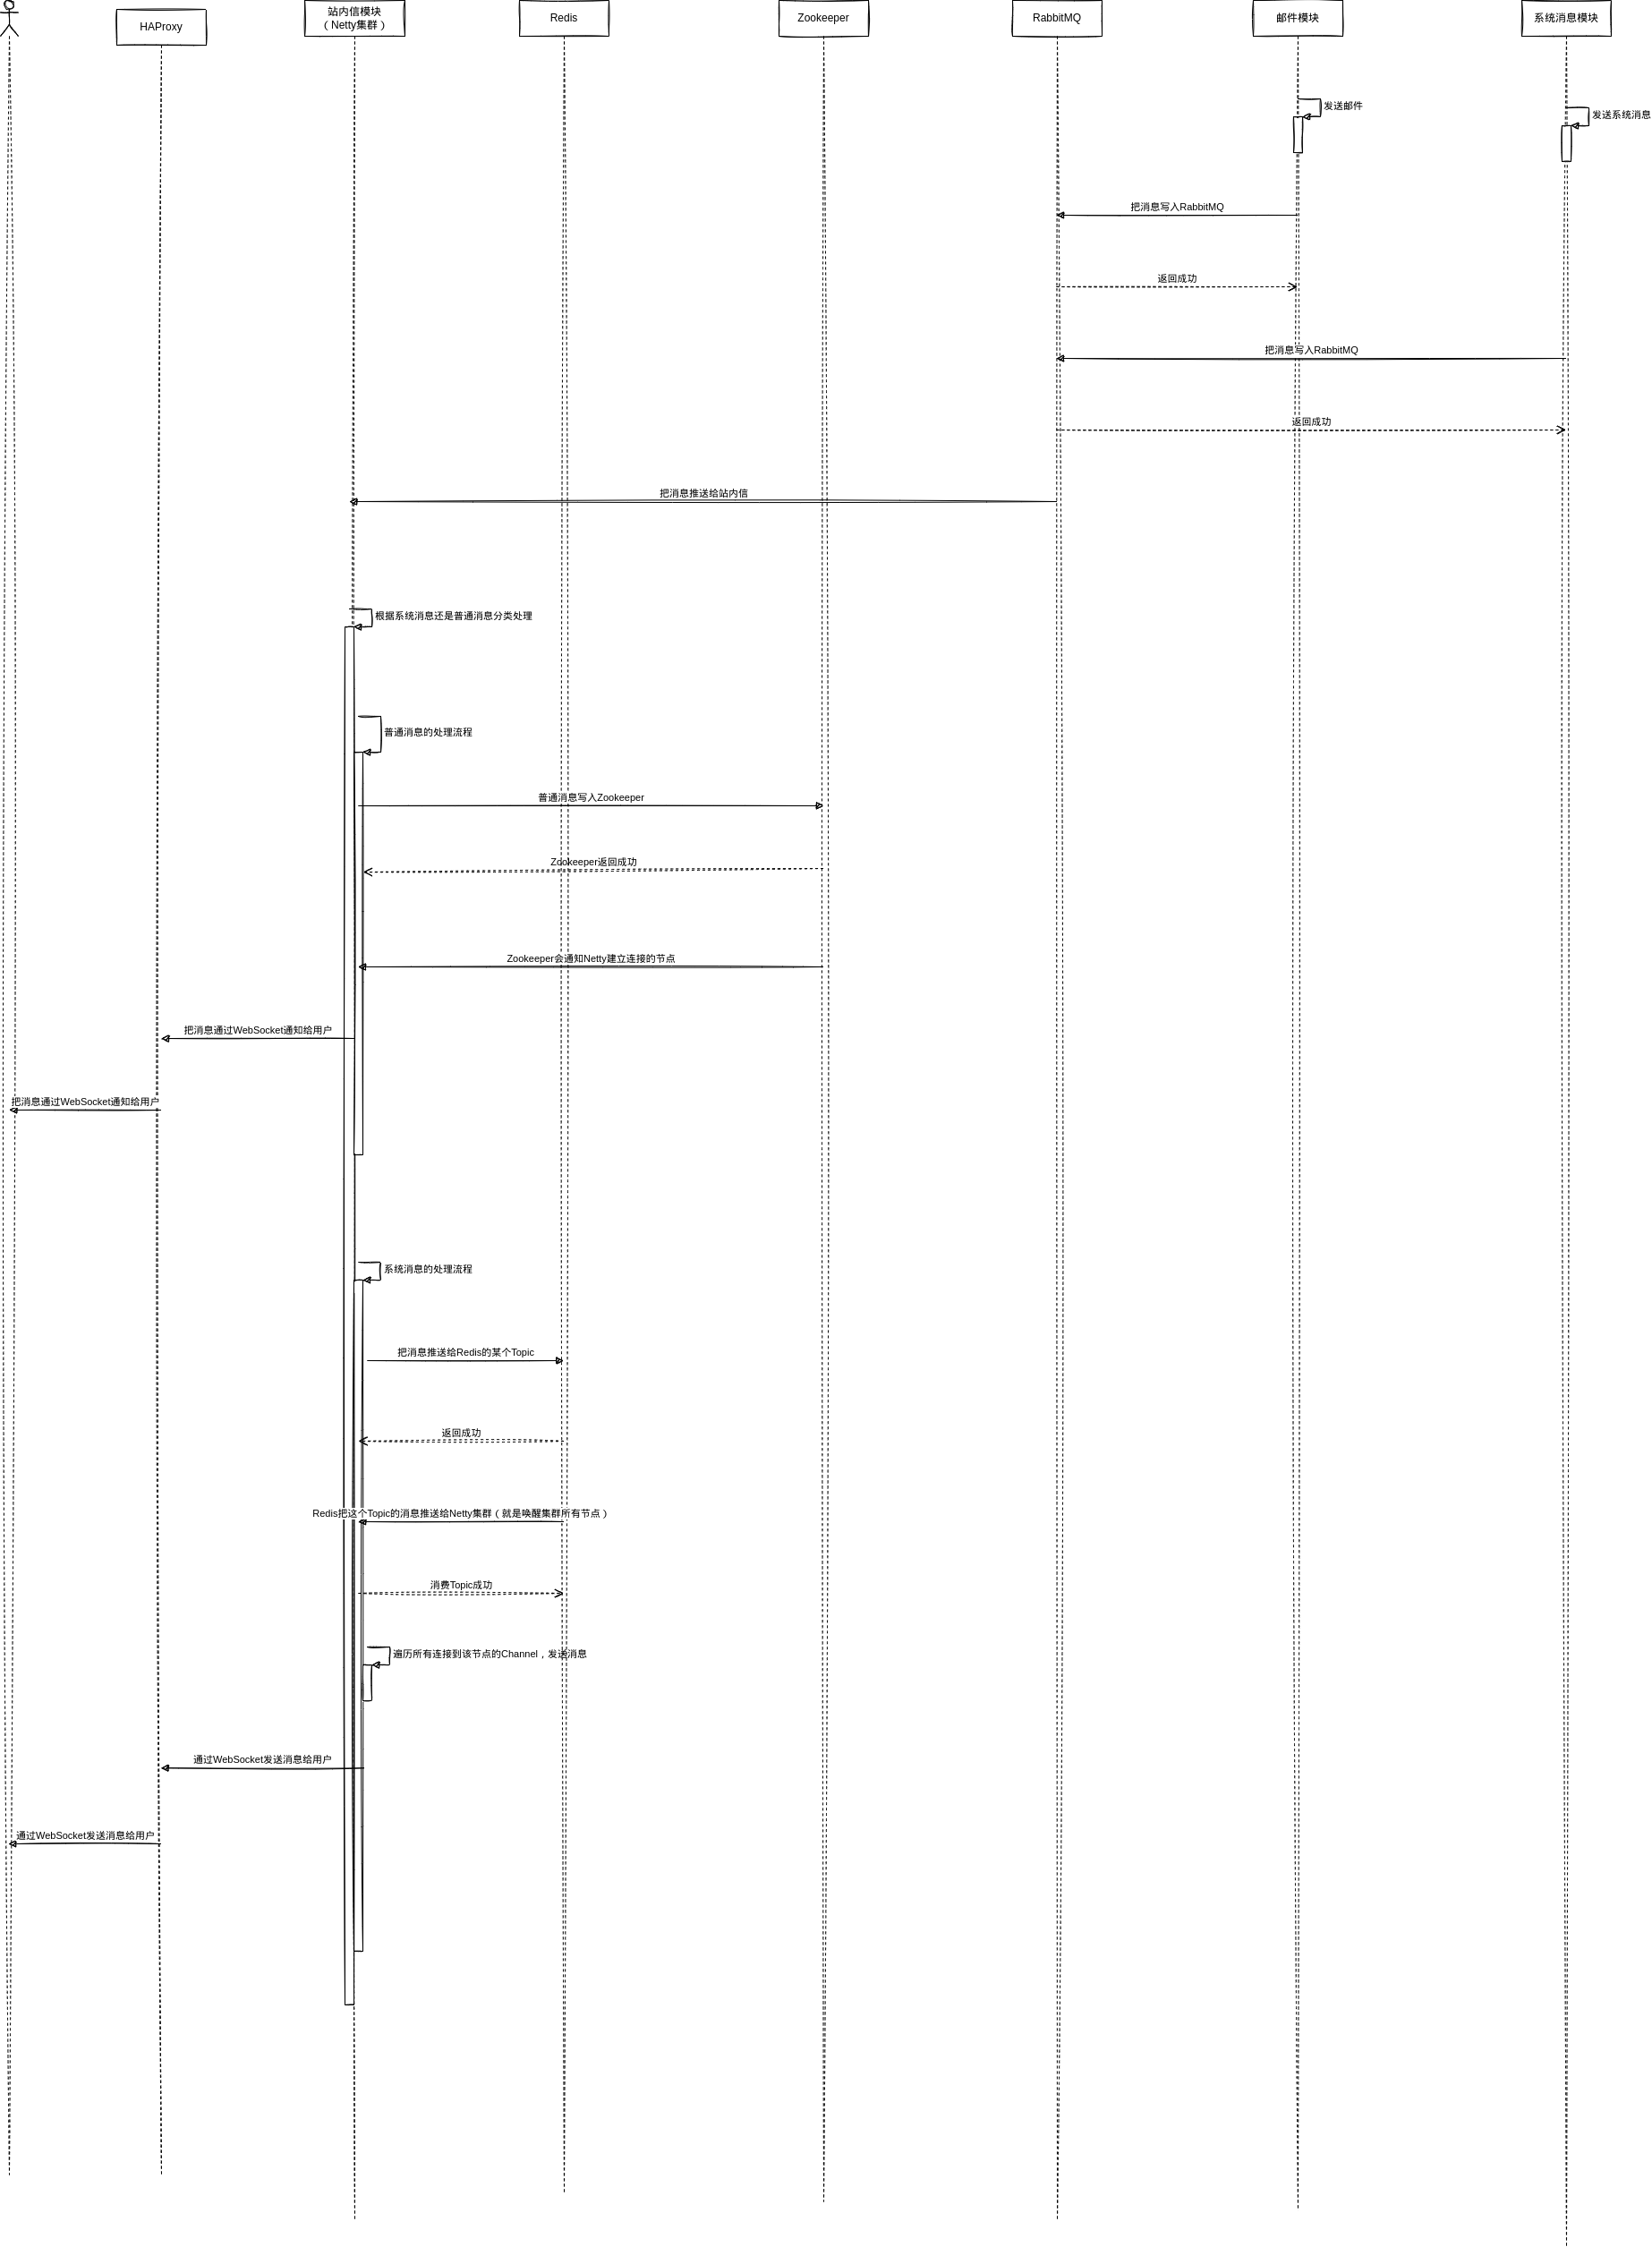 HAProxy
站内信模块
（Netty集群）
Redis
Zookeeper
RabbitMQ
邮件模块
系统消息模块
发送邮件
发送系统消息
把消息写入RabbitMQ
返回成功
把消息写入RabbitMQ
返回成功
把消息推送给站内信
根据系统消息还是普通消息分类处理
普通消息的处理流程
普通消息写入Zookeeper
Zookeeper返回成功
Zookeeper会通知Netty建立连接的节点
把消息通过WebSocket通知给用户
把消息通过WebSocket通知给用户
系统消息的处理流程
把消息推送给Redis的某个Topic
返回成功
Redis把这个Topic的消息推送给Netty集群（就是唤醒集群所有节点）
消费Topic成功
遍历所有连接到该节点的Channel，发送消息
通过WebSocket发送消息给用户
通过WebSocket发送消息给用户